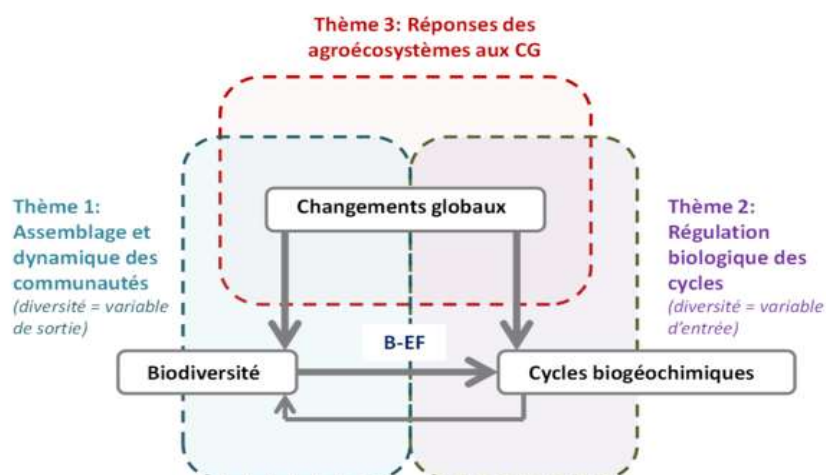 Thème 3: Réponses des
agroécosystèmes aux CG
Changements globaux
Thème 1:
Assemblage et
dynamique des
communautés
(diversité = variable
de sortie)
Thème 2:
Régulation
biologique des
cycles
(diversité = variable
d'entrée)
B-EF
Biodiversité
Cycles biogéochimiques